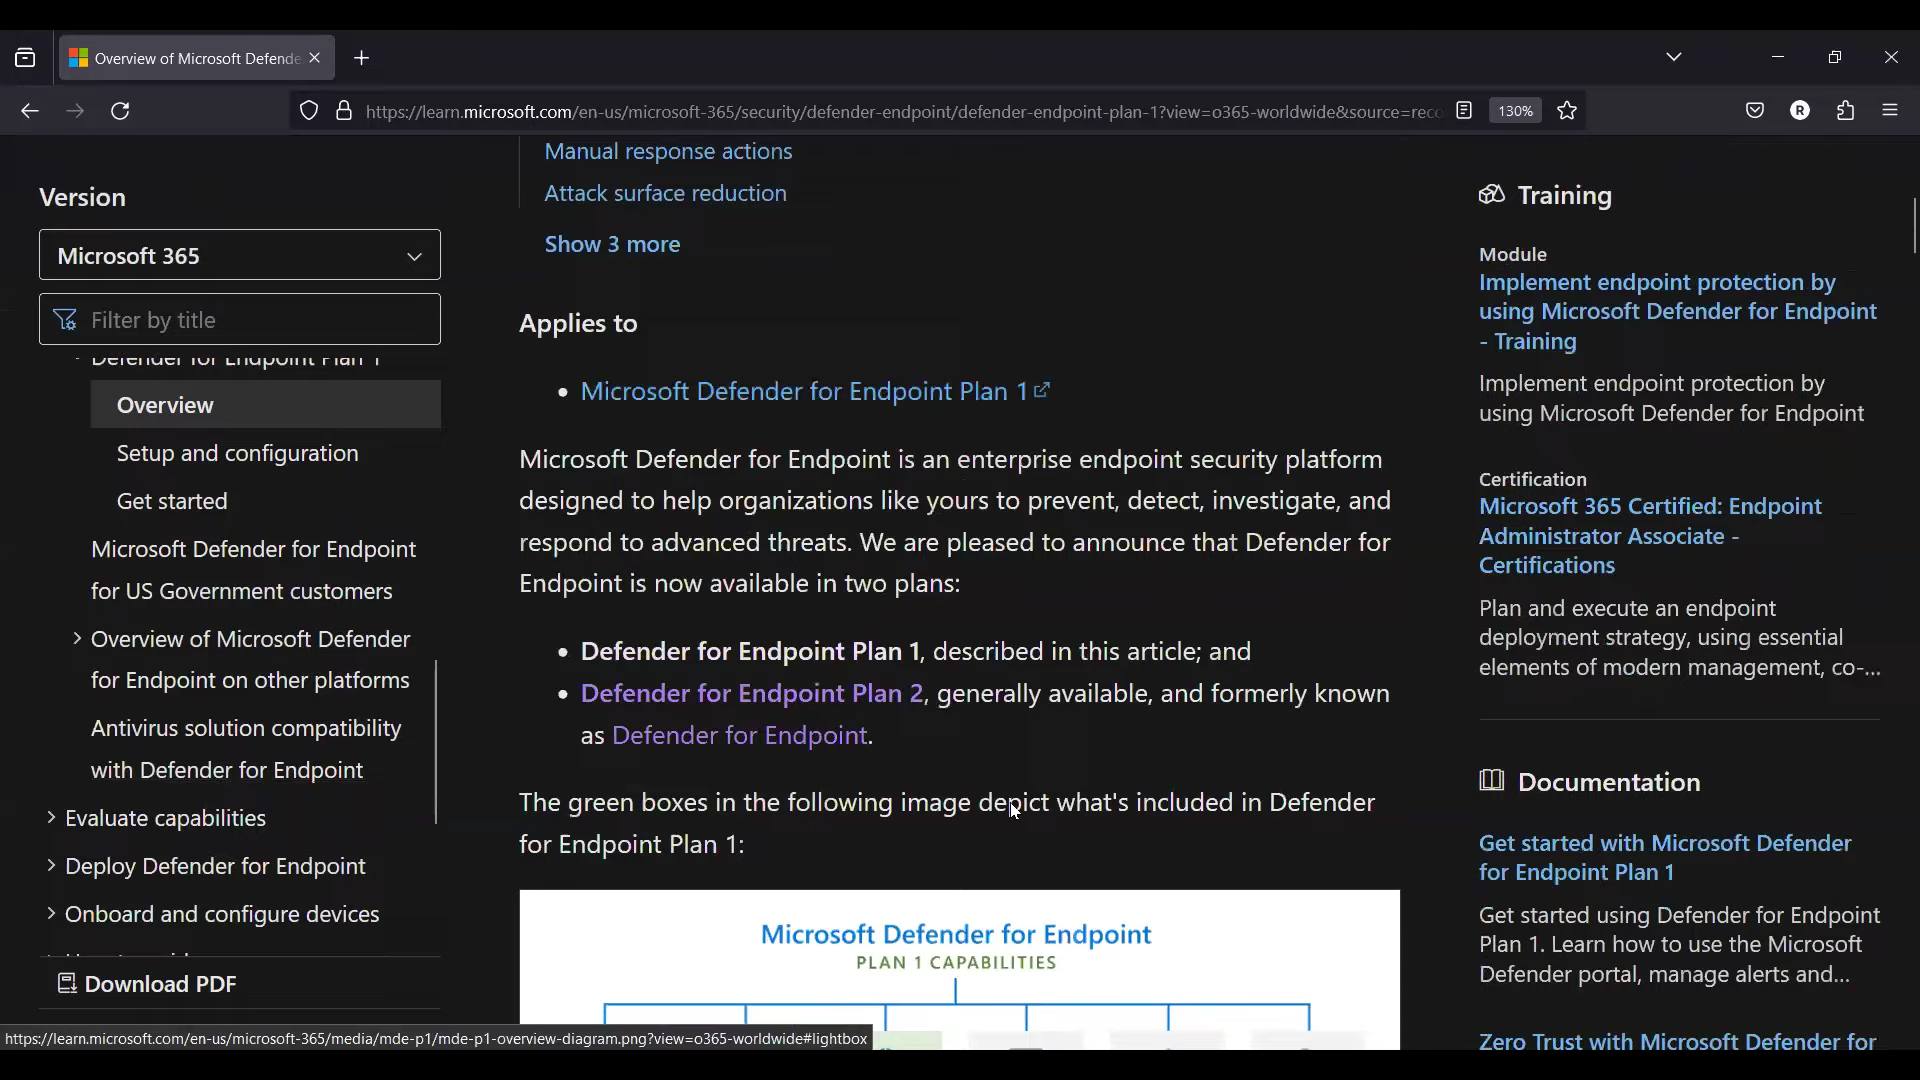 Overview of Microsoft Defende
https://learn.microsoft.com/en-us/microsoft-365/security/defender-endpoint/defender-endpoint-plan-1?view=o365-worldwide&source=reco
130%
R
Version
Microsoft 365
Filter by title
Defender for Endpoint Plan 1
Overview
Setup and configuration
Get started
Microsoft Defender for Endpoint
for US Government customers
Overview of Microsoft Defender
for Endpoint on other platforms
Antivirus solution compatibility
with Defender for Endpoint
Evaluate capabilities
Deploy Defender for Endpoint
Onboard and configure devices
Download PDF
Manual response actions
Attack surface reduction
Show 3 more
Applies to
• Microsoft Defender for Endpoint Plan 1
Microsoft Defender for Endpoint is an enterprise endpoint security platform
designed to help organizations like yours to prevent, detect, investigate, and
respond to advanced threats. We are pleased to announce that Defender for
Endpoint is now available in two plans:
• Defender for Endpoint Plan 1, described in this article; and
• Defender for Endpoint Plan 2, generally available, and formerly known
as Defender for Endpoint.
The green boxes in the following image depict what's included in Defender
for Endpoint Plan 1:
Microsoft Defender for Endpoint
PLAN 1 CAPABILITIES
Training
Module
Implement endpoint protection by
using Microsoft Defender for Endpoint
- Training
Implement endpoint protection by
using Microsoft Defender for Endpoint
Certification
Microsoft 365 Certified: Endpoint
Administrator Associate -
Certifications
Plan and execute an endpoint
deployment strategy, using essential
elements of modern management, co-...
Documentation
Get started with Microsoft Defender
for Endpoint Plan 1
Get started using Defender for Endpoint
Plan 1. Learn how to use the Microsoft
Defender portal, manage alerts and...
Zero Trust with Microsoft Defender for
https://learn.microsoft.com/en-us/microsoft-365/media/mde-p1/mde-p1-overview-diagram.png?view=o365-worldwide#lightbox